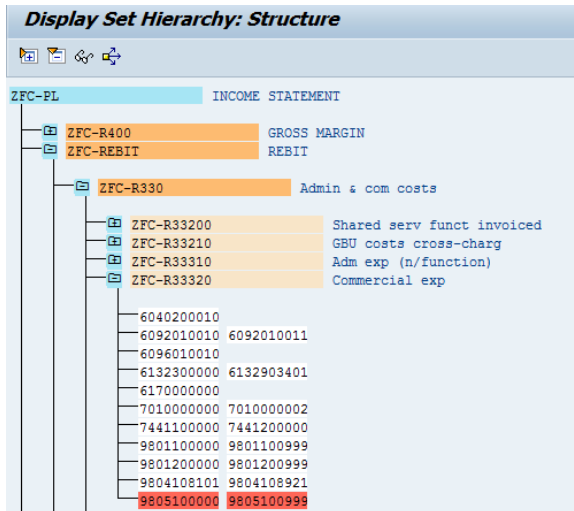 Display Set Hierarchy: Structure
ZFC-PL INCOME STATEMENT
ZFC-R400 GROSS MARGIN
ZFC-REBIT REBIT
ZFC-R330 Admin & com costs
ZFC-R33200 Shared serv funct invoiced
ZFC-R33210 GBU costs cross-charg
ZFC-R33310 Adm exp (n/function)
ZFC-R33320 Commercial exp
6040200010
6092010010 6092010011
6096010010
6132300000 6132903401
6170000000
7010000000 7010000002
7441100000 7441200000
9801100000 9801100999
9801200000 9801200999
9804108101 9804108921
9805100000 9805100999